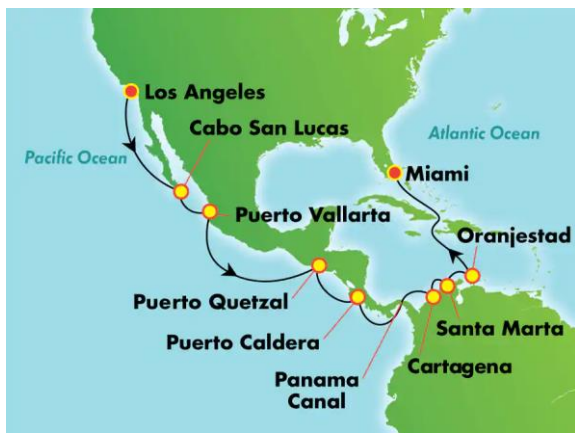 Los Angeles
Cabo San Lucas
Pacific Ocean
Atlantic Ocean
Miami
Puerto Vallarta
Oranjestad
Puerto Quetzal
Santa Marta
Puerto Caldera
Cartagena
Panama
Canal